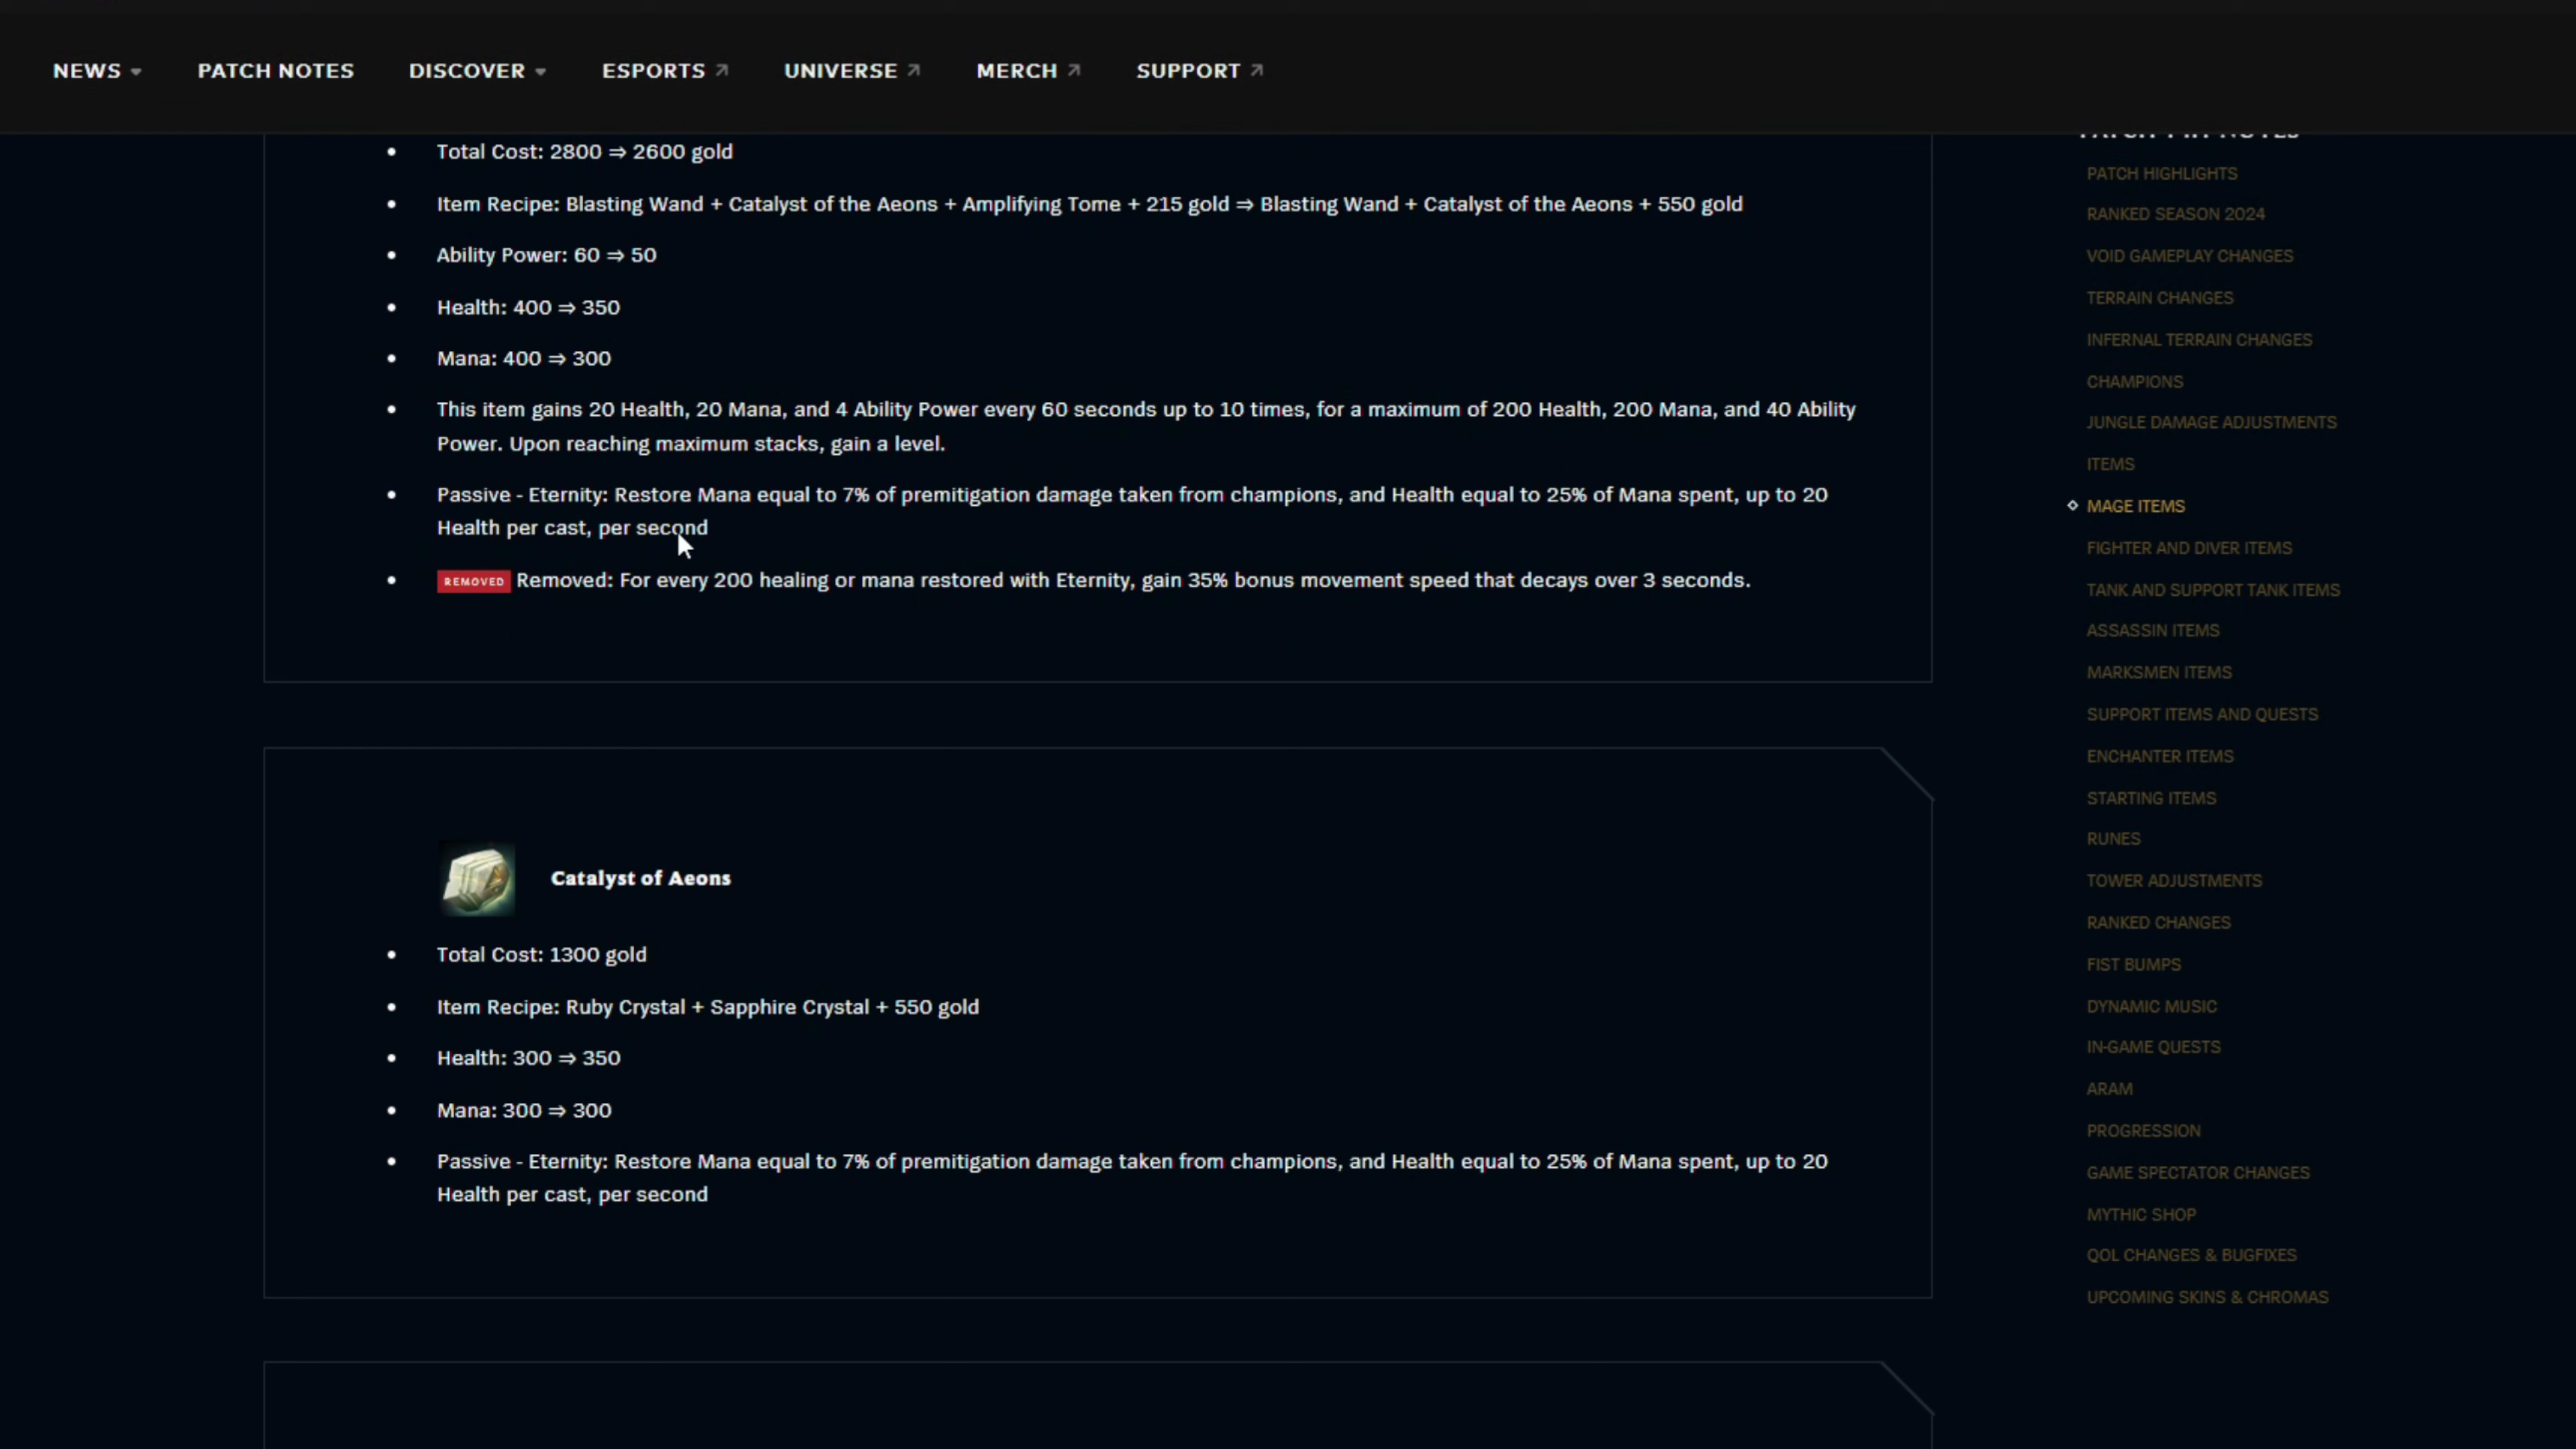 NEWS PATCH NOTES DISCOVER ESPORTS UNIVERSE MERCH SUPPORT
Total Cost: 2800 ⇒ 2600 gold
Item Recipe: Blasting Wand + Catalyst of the Aeons + Amplifying Tome + 215 gold ⇒ Blasting Wand + Catalyst of the Aeons + 550 gold
Ability Power: 60 ⇒ 50
Health: 400 ⇒ 350
Mana: 400 ⇒ 300
This item gains 20 Health, 20 Mana, and 4 Ability Power every 60 seconds up to 10 times, for a maximum of 200 Health, 200 Mana, and 40 Ability
Power. Upon reaching maximum stacks, gain a level.
Passive - Eternity: Restore Mana equal to 7% of premitigation damage taken from champions, and Health equal to 25% of Mana spent, up to 20
Health per cast, per second
REMOVED Removed: For every 200 healing or mana restored with Eternity, gain 35% bonus movement speed that decays over 3 seconds.
Catalyst of Aeons
Total Cost: 1300 gold
Item Recipe: Ruby Crystal + Sapphire Crystal + 550 gold
Health: 300 ⇒ 350
Mana: 300 ⇒ 300
Passive - Eternity: Restore Mana equal to 7% of premitigation damage taken from champions, and Health equal to 25% of Mana spent, up to 20
Health per cast, per second
NOTES
PATCH HIGHLIGHTS
RANKED SEASON 2024
VOID GAMEPLAY CHANGES
TERRAIN CHANGES
INFERNAL TERRAIN CHANGES
CHAMPIONS
JUNGLE DAMAGE ADJUSTMENTS
ITEMS
MAGE ITEMS
FIGHTER AND DIVER ITEMS
TANK AND SUPPORT TANK ITEMS
ASSASSIN ITEMS
MARKSMEN ITEMS
SUPPORT ITEMS AND QUESTS
ENCHANTER ITEMS
STARTING ITEMS
RUNES
TOWER ADJUSTMENTS
RANKED CHANGES
FIST BUMPS
DYNAMIC MUSIC
IN-GAME QUESTS
ARAM
PROGRESSION
GAME SPECTATOR CHANGES
MYTHIC SHOP
QOL CHANGES & BUGFIXES
UPCOMING SKINS & CHROMAS